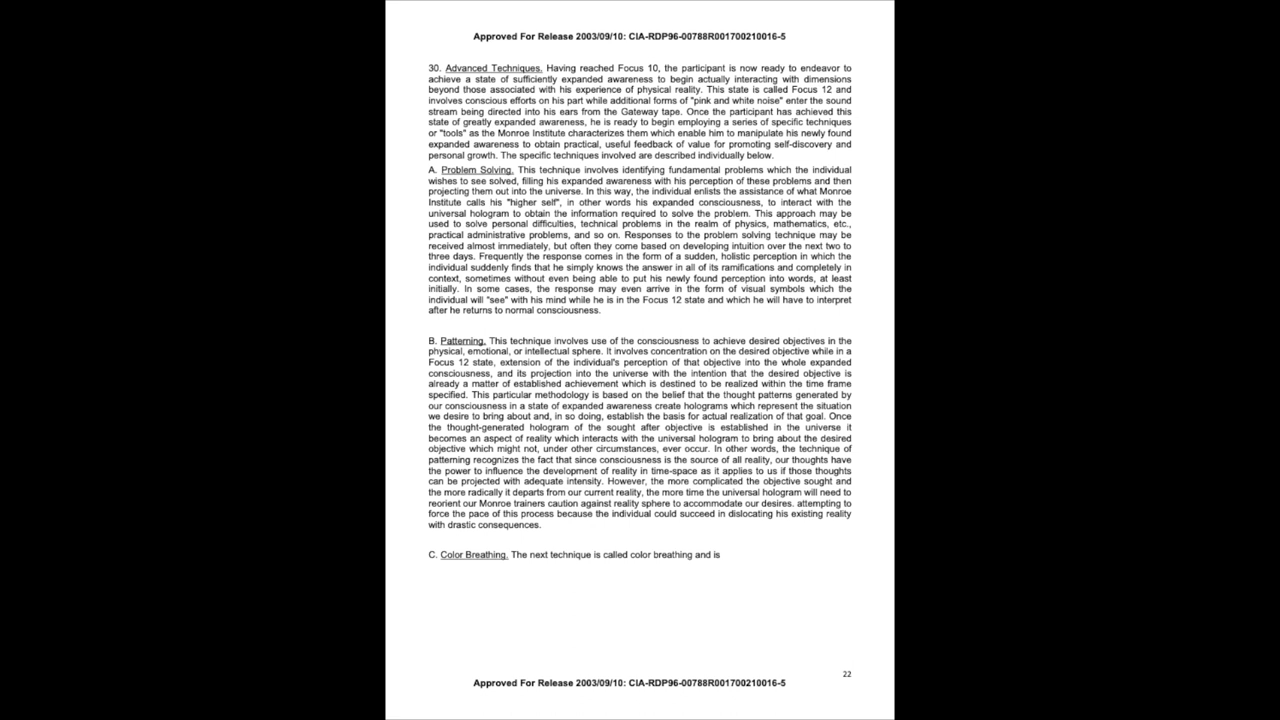 Approved For Release 2003/09/10: CIA-RDP96-00788R001700210016-5
30. Advanced Techniques. Having reached Focus 10, the participant is now ready to endeavor to
achieve a state of sufficiently expanded awareness to begin actually interacting with dimensions
beyond those associated with his experience of physical reality. This state is called Focus 12 and
involves conscious efforts on his part while additional forms of "pink and white noise" enter the sound
stream being directed into his ears from the Gateway tape. Once the participant has achieved this
state of greatly expanded awareness, he is ready to begin employing a series of specific techniques
or "tools" as the Monroe Institute characterizes them which enable him to manipulate his newly found
expanded awareness to obtain practical, useful feedback of value for promoting self-discovery and
personal growth. The specific techniques involved are described individually below.
A. Problem Solving. This technique involves identifying fundamental problems which the individual
wishes to see solved, filling his expanded awareness with his perception of these problems and then
projecting them out into the universe. In this way, the individual enlists the assistance of what Monroe
Institute calls his "higher self", in other words his expanded consciousness, to interact with the
universal hologram to obtain the information required to solve the problem. This approach may be
used to solve personal difficulties, technical problems in the realm of physics, mathematics, etc.,
practical administrative problems, and so on. Responses to the problem solving technique may be
received almost immediately, but often they come based on developing intuition over the next two to
three days. Frequently the response comes in the form of a sudden, holistic perception in which the
individual suddenly finds that he simply knows the answer in all of its ramifications and completely in
context, sometimes without even being able to put his newly found perception into words, at least
initially. In some cases, the response may even arrive in the form of visual symbols which the
individual will "see" with his mind while he is in the Focus 12 state and which he will have to interpret
after he returns to normal consciousness.
B. Patterning. This technique involves use of the consciousness to achieve desired objectives in the
physical, emotional, or intellectual sphere. It involves concentration on the desired objective while in a
Focus 12 state, extension of the individual's perception of that objective into the whole expanded
consciousness, and its projection into the universe with the intention that the desired objective is
already a matter of established achievement which is destined to be realized within the time frame
specified. This particular methodology is based on the belief that the thought patterns generated by
our consciousness in a state of expanded awareness create holograms which represent the situation
we desire to bring about and, in so doing, establish the basis for actual realization of that goal. Once
the thought-generated hologram of the sought after objective is established in the universe it
becomes an aspect of reality which interacts with the universal hologram to bring about the desired
objective which might not, under other circumstances, ever occur. In other words, the technique of
patterning recognizes the fact that since consciousness is the source of all reality, our thoughts have
the power to influence the development of reality in time-space as it applies to us if those thoughts
can be projected with adequate intensity. However, the more complicated the objective sought and
the more radically it departs from our current reality, the more time the universal hologram will need to
reorient our Monroe trainers caution against reality sphere to accommodate our desires. attempting to
force the pace of this process because the individual could succeed in dislocating his existing reality
with drastic consequences.
C. Color Breathing. The next technique is called color breathing and is
22
Approved For Release 2003/09/10: CIA-RDP96-00788R001700210016-5